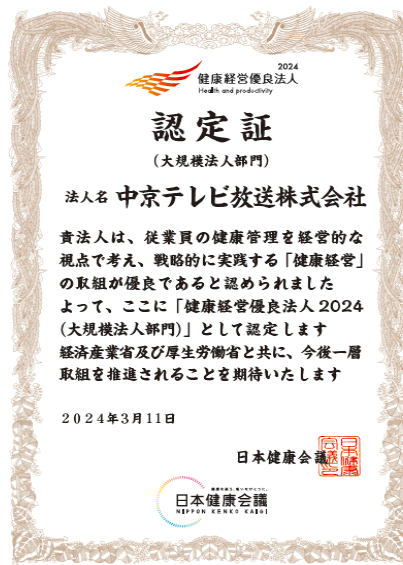 2024
健康経営優良法人
Health and productivity
認定証
(大規模法人部門)
法人名 中京テレビ放送株式会社
貴法人は、従業員の健康管理を経営的な
視点で考え、戦略的に実践する「健康経営」
の取組が優良であると認められました
よって、ここに「健康経営優良法人2024
(大規模法人部門)」として認定します
経済産業省及び厚生労働省と共に、今後一層
取組を推進されることを期待いたします
2024年3月11日
日本健康会議
日本健康会議
NIPPON KENKO KAIGI